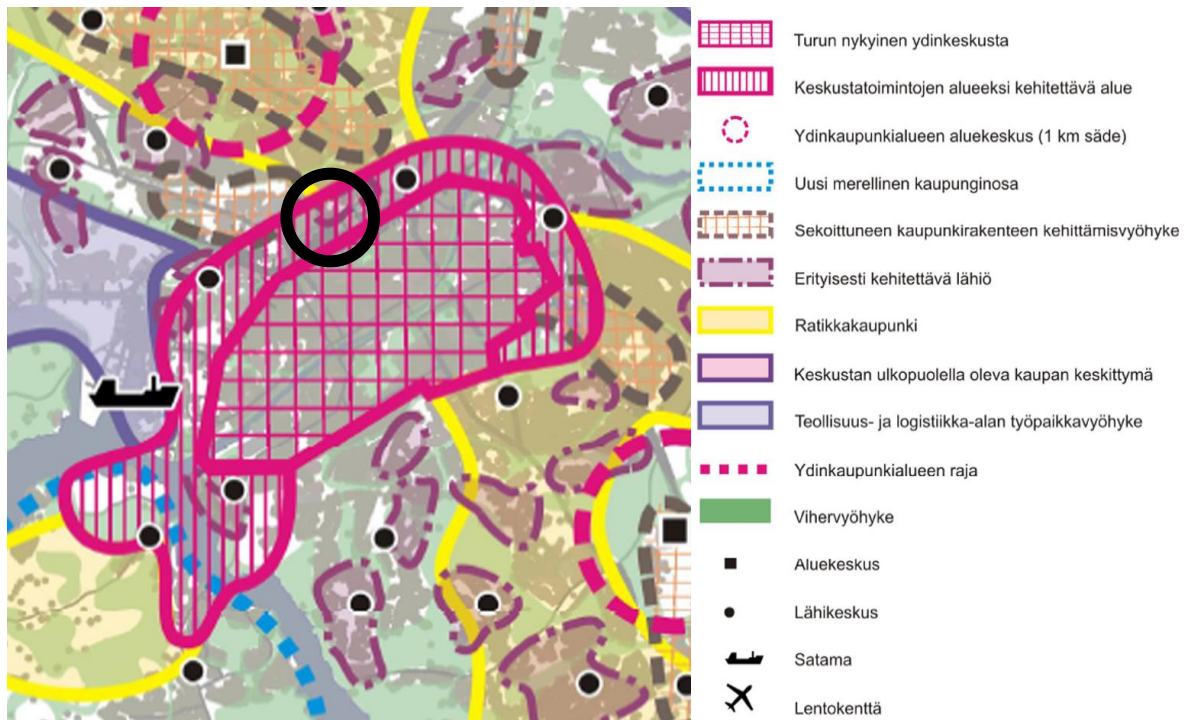 Turun nykyinen ydinkeskusta
Keskustatoimintojen alueeksi kehitettävä alue
Ydinkaupunkialueen aluekeskus (1 km säde)
Uusi merellinen kaupunginosa
Sekoittuneen kaupunkirakenteen kehittämisvyöhyke
Erityisesti kehitettävä lähiö
Ratikkakaupunki
Keskustan ulkopuolella oleva kaupan keskittymä
Teollisuus- ja logistiikka-alan työpaikkavyöhyke
Ydinkaupunkialueen raja
Vihervyöhyke
Aluekeskus
Lähikeskus
Satama
Lentokenttä